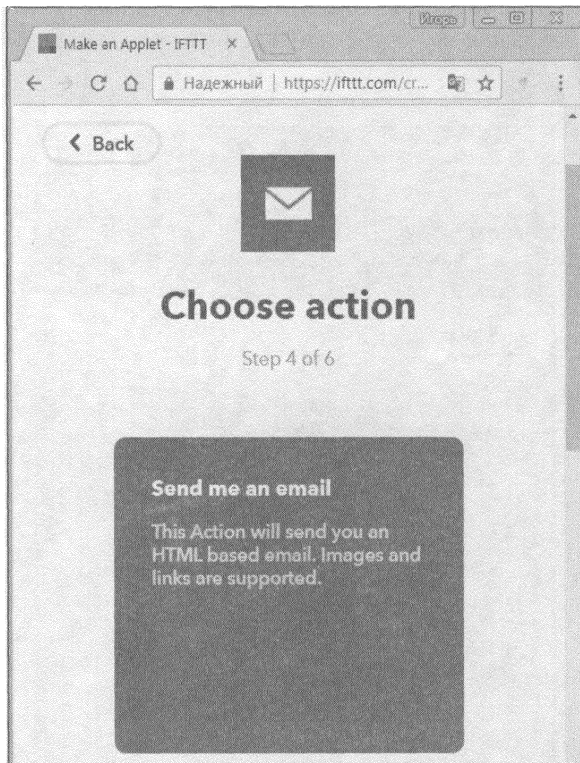 Игорь
Make an Applet - IFTTT
Надежный | https://ifttt.com/cr...
Back
Choose action
Step 4 of 6
Send me an email
This Action will send you an
HTML based email. Images and
links are supported.